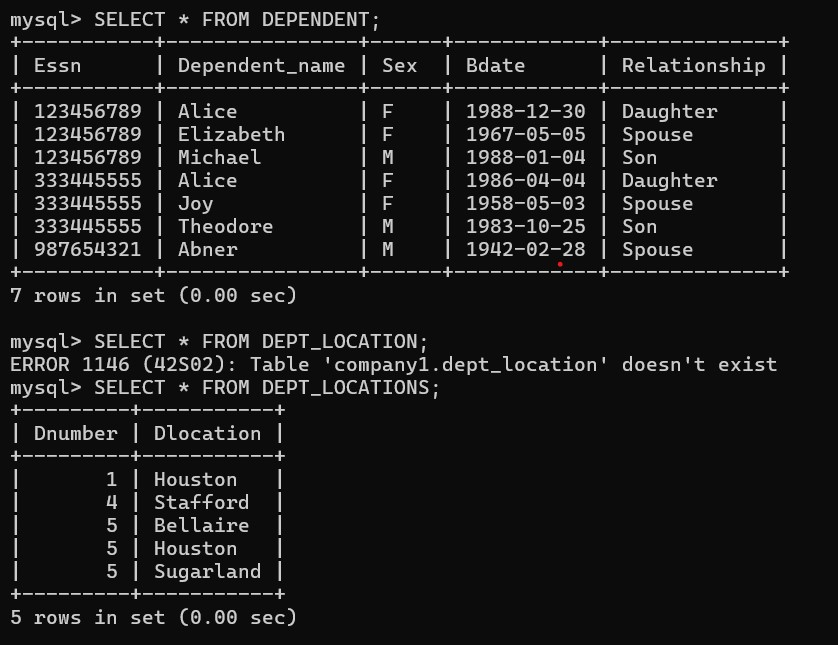 mysql> SELECT * FROM DEPENDENT;
+-----------+----------------+------+------------+--------------+
| Essn      | Dependent_name | Sex  | Bdate      | Relationship |
+-----------+----------------+------+------------+--------------+
| 123456789 | Alice          | F    | 1988-12-30 | Daughter     |
| 123456789 | Elizabeth      | F    | 1967-05-05 | Spouse       |
| 123456789 | Michael        | M    | 1988-01-04 | Son          |
| 333445555 | Alice          | F    | 1986-04-04 | Daughter     |
| 333445555 | Joy            | F    | 1958-05-03 | Spouse       |
| 333445555 | Theodore       | M    | 1983-10-25 | Son          |
| 987654321 | Abner          | M    | 1942-02-28 | Spouse       |
+-----------+----------------+------+------------+--------------+
7 rows in set (0.00 sec)

mysql> SELECT * FROM DEPT_LOCATION;
ERROR 1146 (42S02): Table 'company1.dept_location' doesn't exist
mysql> SELECT * FROM DEPT_LOCATIONS;
+---------+-----------+
| Dnumber | Dlocation |
+---------+-----------+
|       1 | Houston   |
|       4 | Stafford  |
|       5 | Bellaire  |
|       5 | Houston   |
|       5 | Sugarland |
+---------+-----------+
5 rows in set (0.00 sec)